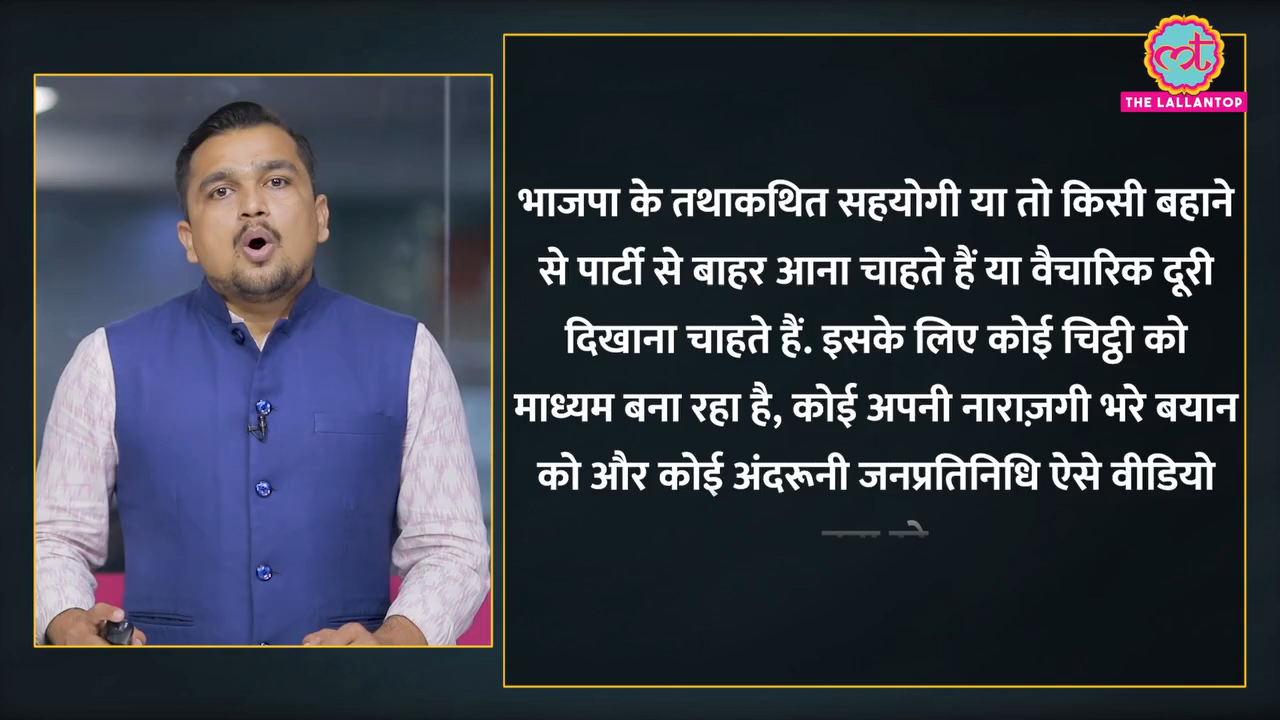 THE LALLANTOP
भाजपा के तथाकथित सहयोगी या तो किसी बहाने
से पार्टी से बाहर आना चाहते हैं या वैचारिक दूरी
दिखाना चाहते हैं. इसके लिए कोई चिट्ठी को
माध्यम बना रहा है, कोई अपनी नाराज़गी भरे बयान
को और कोई अंदरूनी जनप्रतिनिधि ऐसे वीडियो